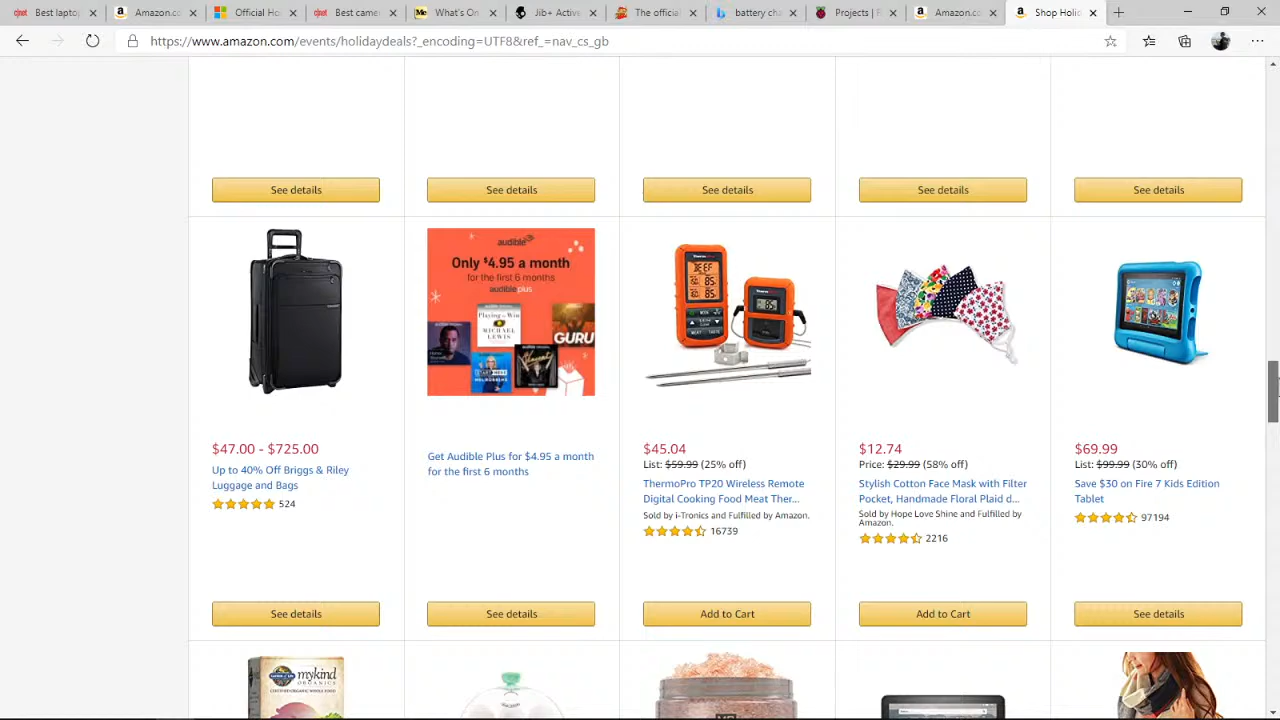 Best laptop
Amazon.c
Official Ho
Best came
What's On
Jib+ Active
The official
battery cha
Projects | F
Amazon.c
Shop Holi
https://www.amazon.com/events/holidaydeals?_encoding=UTF8&ref_=nav_cs_gb
See details
See details
See details
See details
See details
audible
Only $4.95 a month
for the first 6 months
audible plus
Playing to Win
MICHAEL LEWIS
GURU
BEEF
$47.00 - $725.00
Up to 40% Off Briggs & Riley
Luggage and Bags
524
Get Audible Plus for $4.95 a month
for the first 6 months
$45.04
List: $59.99 (25% off)
ThermoPro TP20 Wireless Remote
Digital Cooking Food Meat Ther...
Sold by i-Tronics and Fulfilled by Amazon.
16739
$12.74
Price: $29.99 (58% off)
Stylish Cotton Face Mask with Filter
Pocket, Handmade Floral Plaid d...
Sold by Hope Love Shine and Fulfilled by
Amazon.
2216
$69.99
List: $99.99 (30% off)
Save $30 on Fire 7 Kids Edition
Tablet
97194
See details
See details
Add to Cart
Add to Cart
See details
mykind
ORGANICS